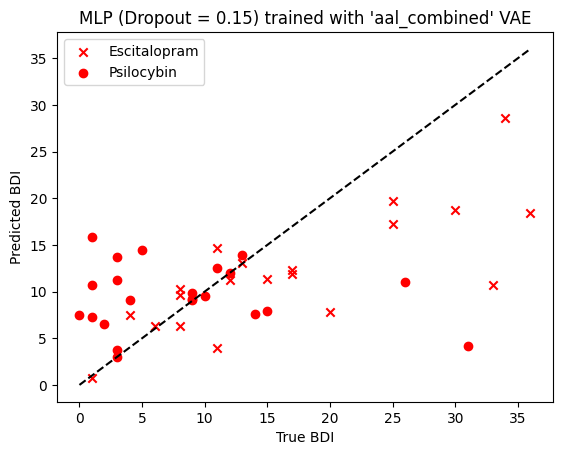 MLP (Dropout = 0.15) trained with 'aal_combined' VAE
Escitalopram
Psilocybin
Predicted BDI
35
30
25
20
15
10
5
0
0 5 10 15 20 25 30 35
True BDI